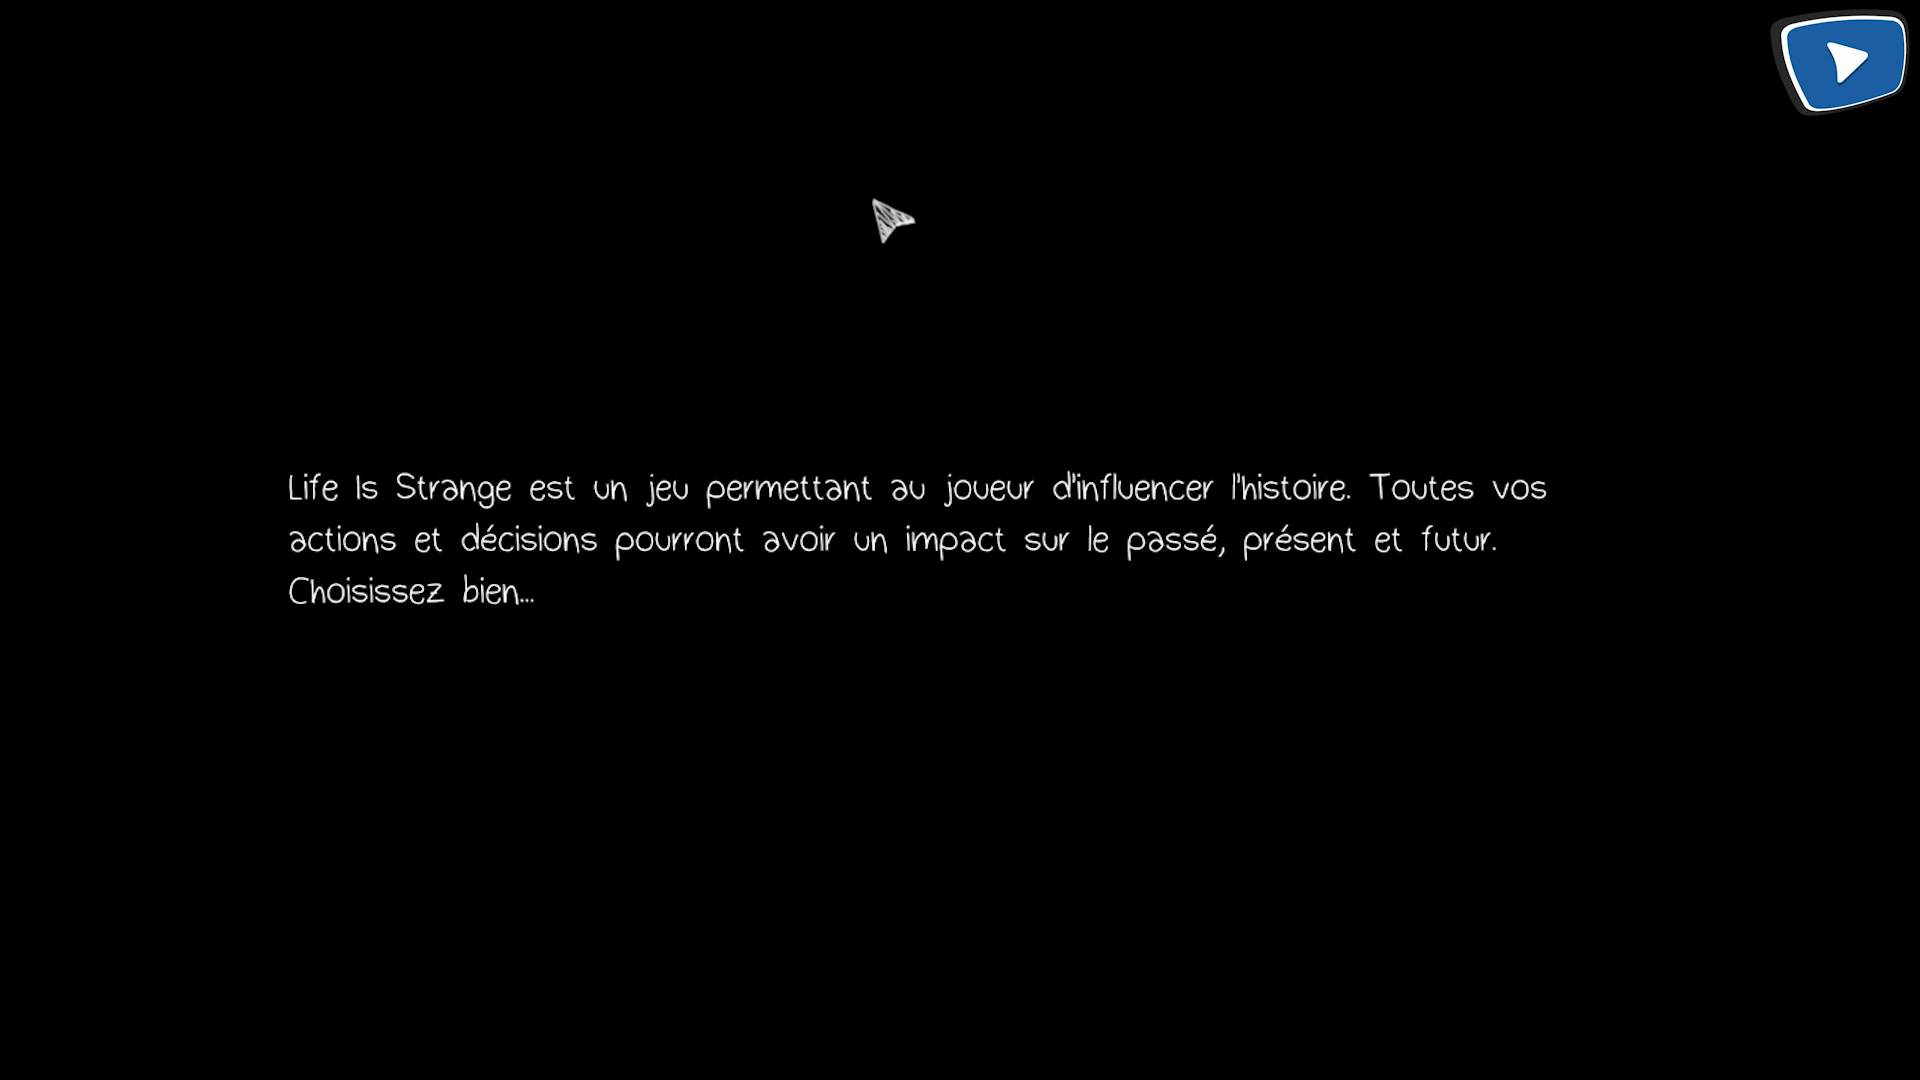 Life Is Strange est un jeu permettant au joueur d'influencer l'histoire. Toutes vos
actions et décisions pourront avoir un impact sur le passé, présent et futur.
Choisissez bien...